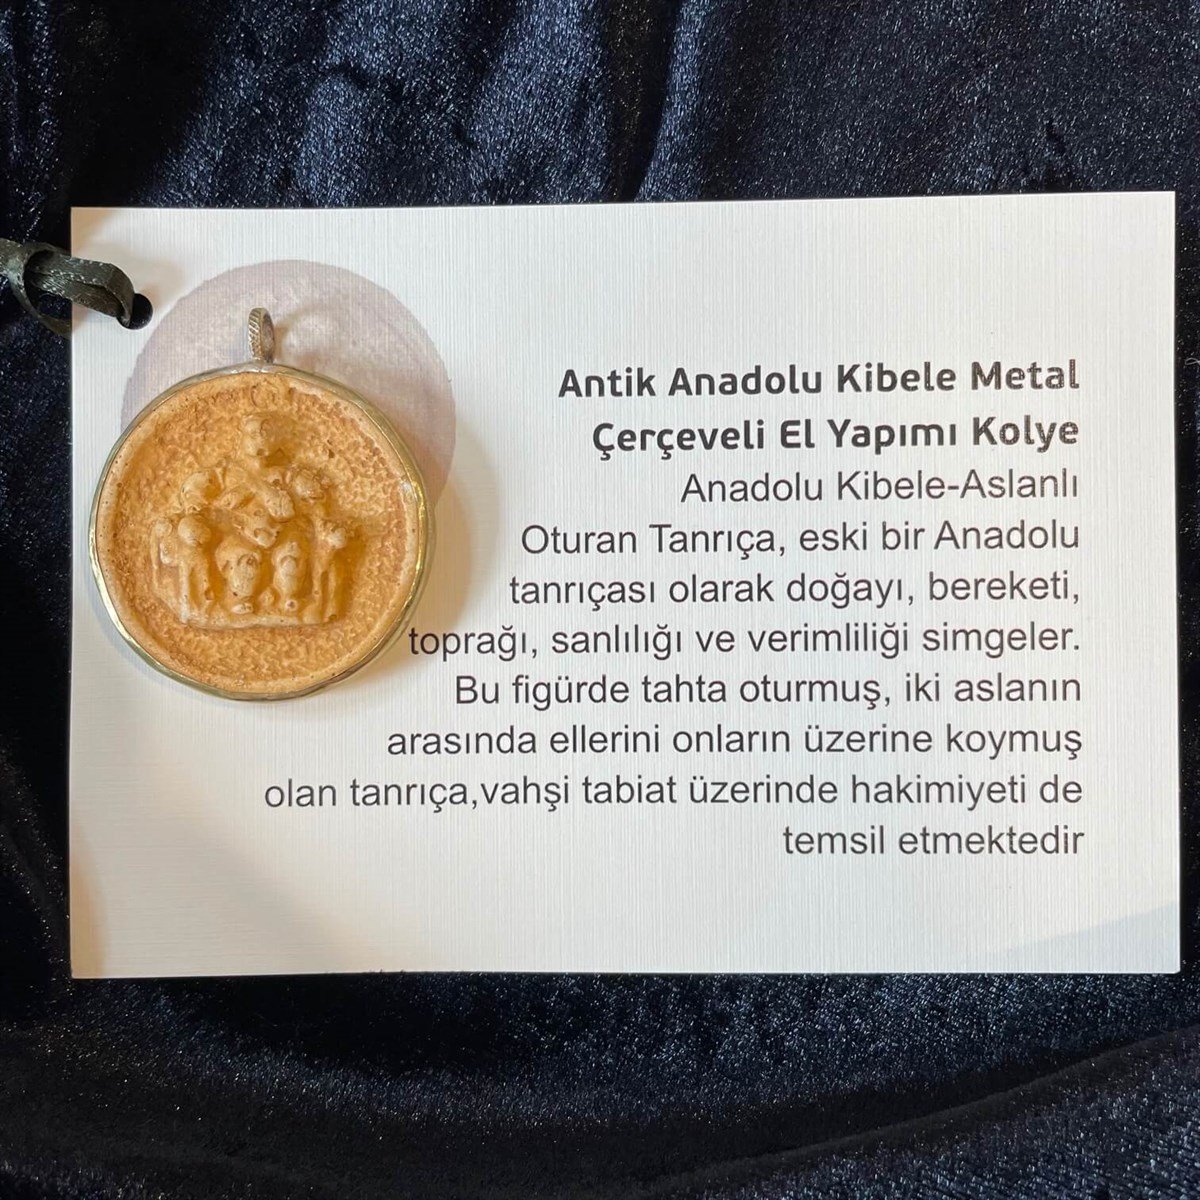 Antik Anadolu Kibele Metal
Çerçeveli El Yapımı Kolye
Anadolu Kibele-Aslanlı
Oturan Tanrıça, eski bir Anadolu
tanrıçası olarak doğayı, bereketi,
toprağı, sanlılığı ve verimliliği simgeler.
Bu figürde tahta oturmuş, iki aslanın
arasında ellerini onların üzerine koymuş
olan tanrıça,vahşi tabiat üzerinde hakimiyeti de
temsil etmektedir